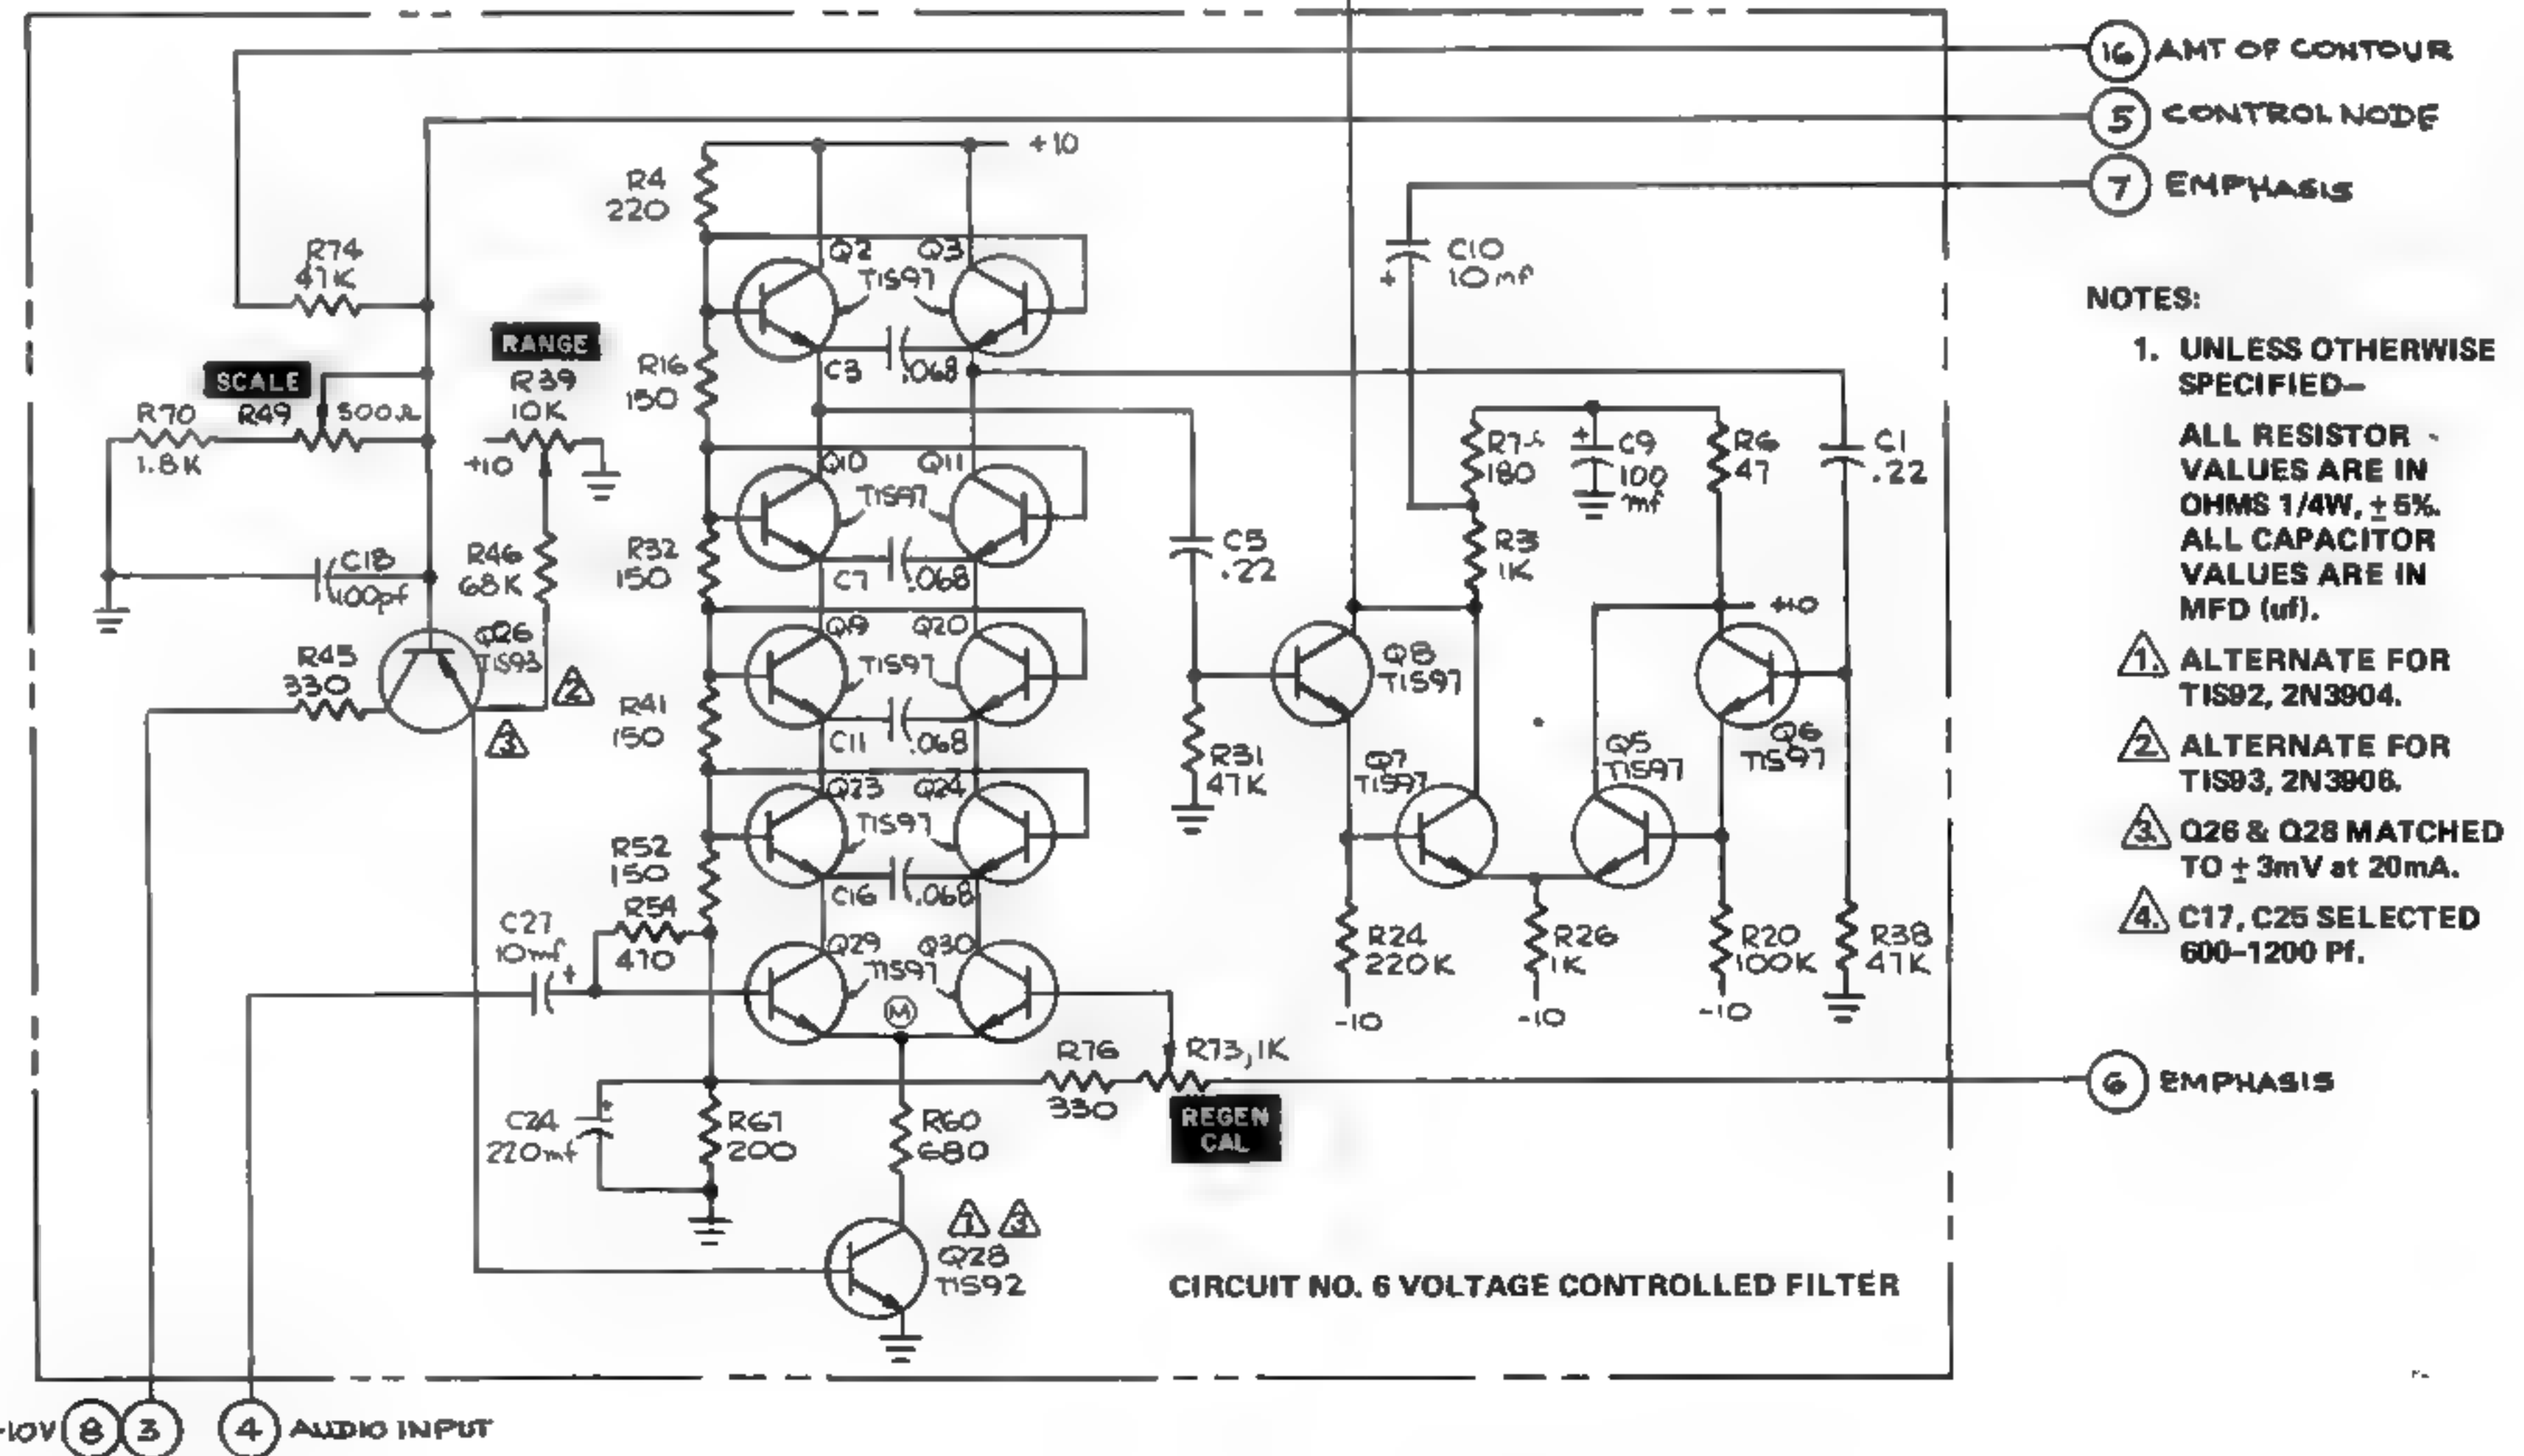 16 AMT OF CONTOUR
5 CONTROL NODE
7 EMPHASIS
+10
R4
220
Q2
Q3
TIS97
C10
10mf
+
R74
47K
RANGE
R39
10K
+10
SCALE
R70
1.8K
R49
500Ω
R16
150
C3
.068
Q10
Q11
TIS97
R32
150
C7
.068
C5
.22
180
R3
1K
+
C9
100
mf
R6
47
C1
.22
C18
100pf
R46
68K
Q26
TIS93
2
3
R45
330
Q19
Q20
TIS97
R41
150
C11
.068
R31
47K
Q8
TIS97
+10
Q6
TIS97
Q7
TIS97
Q5
TIS97
Q23
Q24
TIS97
R52
150
C16
.068
R54
470
C27
10mf
+
Q29
Q30
TIS97
M
R24
220K
-10
R26
1K
-10
R20
100K
-10
R38
47K
R76
330
R73, 1K
REGEN
CAL
6 EMPHASIS
C24
220mf
+
R67
200
R60
680
1 3
Q28
TIS92
CIRCUIT NO. 6 VOLTAGE CONTROLLED FILTER
-10V 8 3
4 AUDIO INPUT
NOTES:
1. UNLESS OTHERWISE
SPECIFIED–
ALL RESISTOR
VALUES ARE IN
OHMS 1/4W, ± 5%.
ALL CAPACITOR
VALUES ARE IN
MFD (uf).
1. ALTERNATE FOR
TIS92, 2N3904.
2. ALTERNATE FOR
TIS93, 2N3906.
3. Q26 & Q28 MATCHED
TO ± 3mV at 20mA.
4. C17, C25 SELECTED
600–1200 Pf.